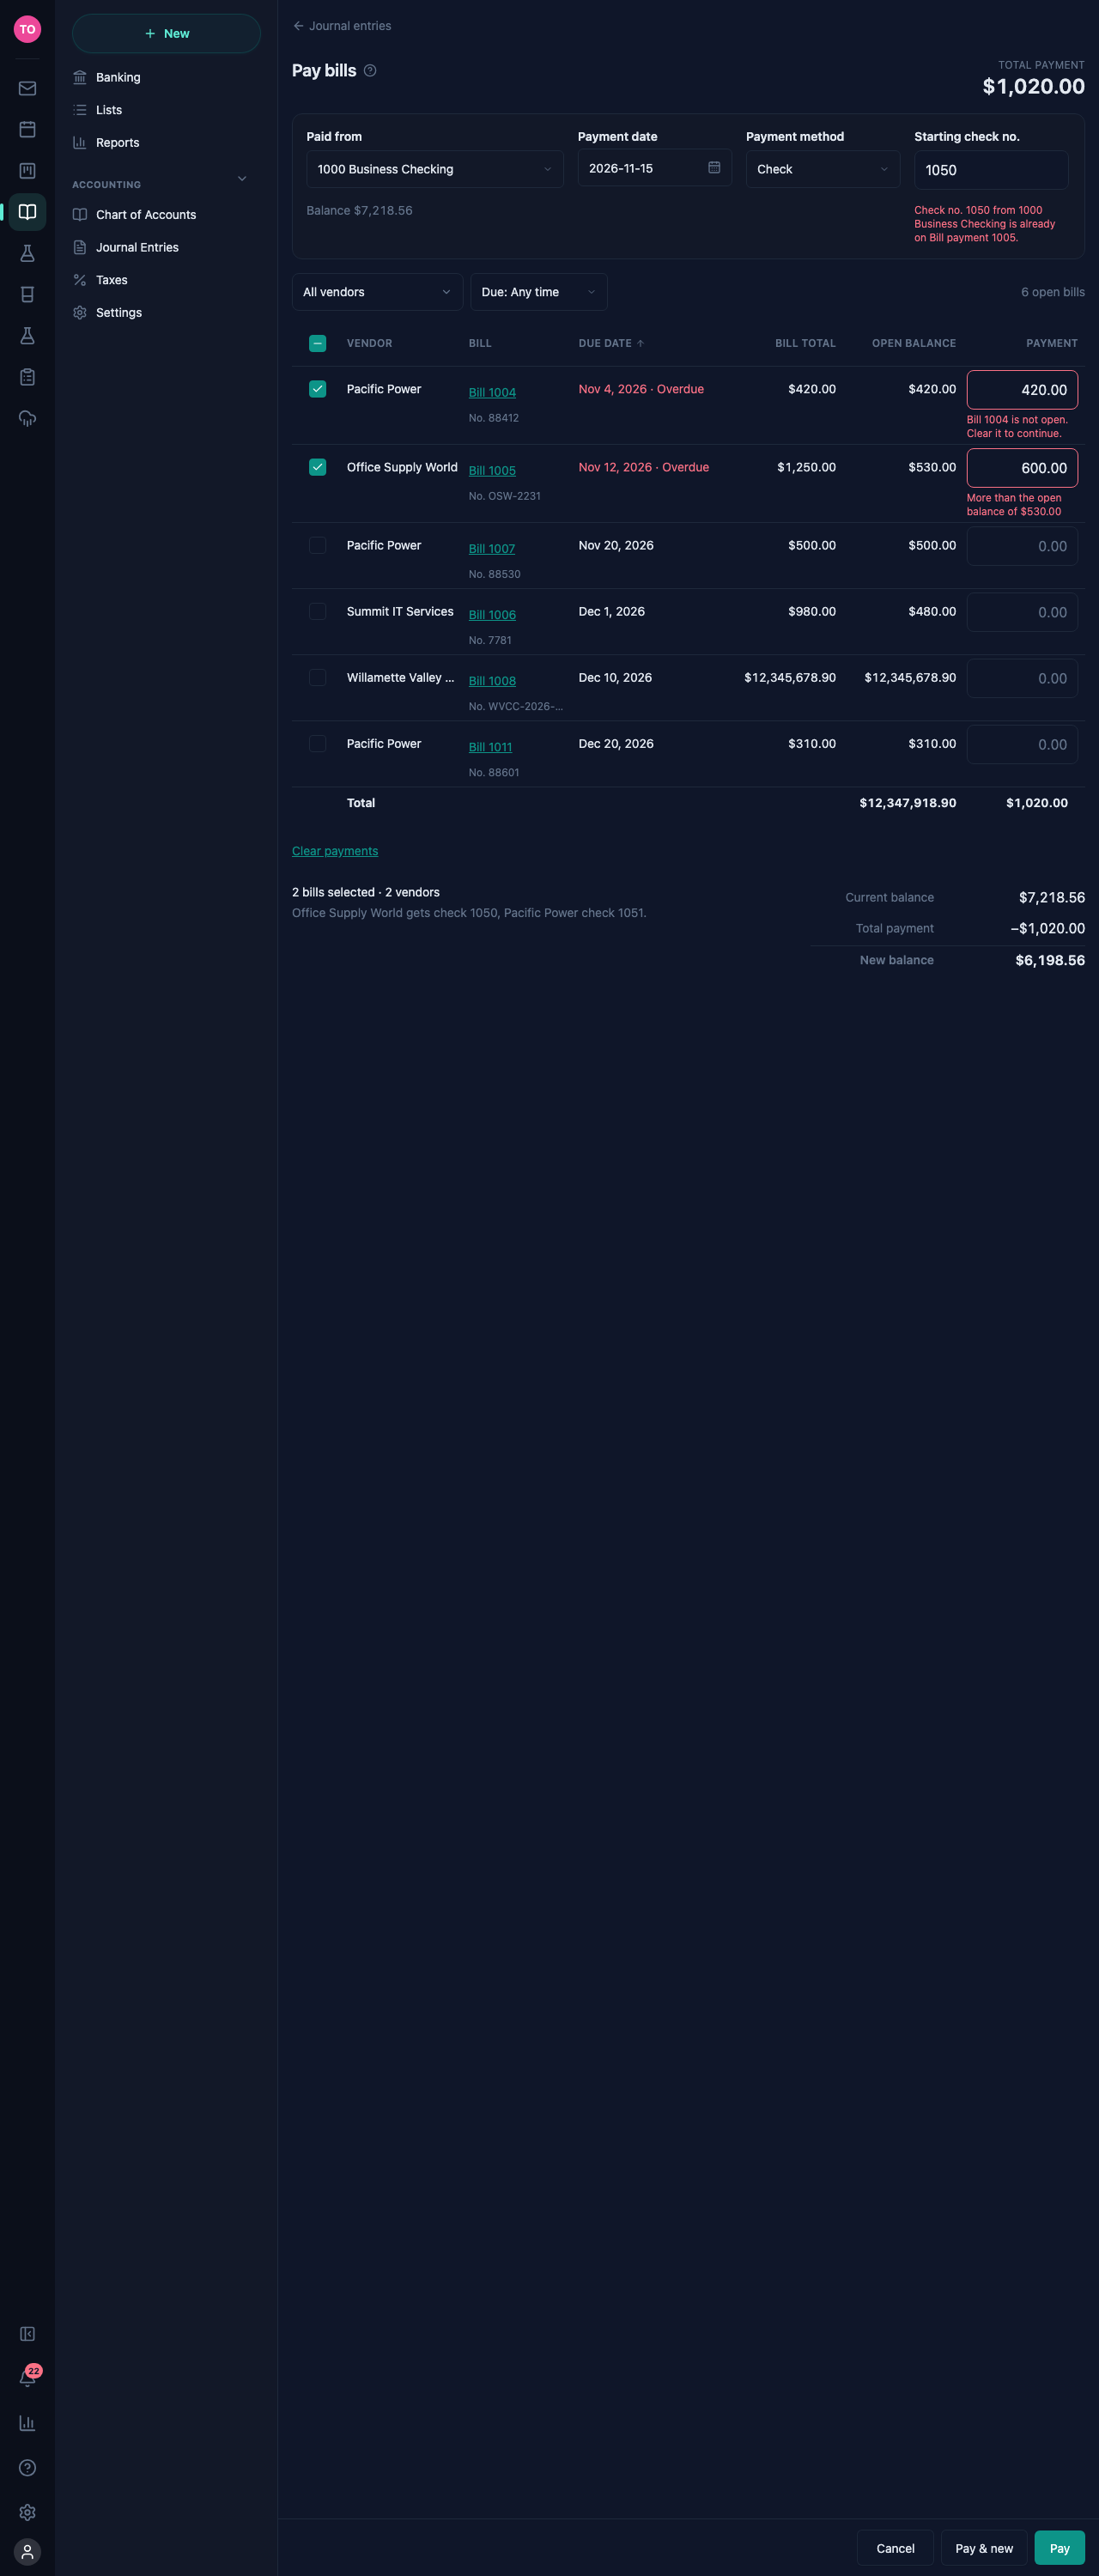 TO
New
Banking
Lists
Reports
ACCOUNTING
Chart of Accounts
Journal Entries
Taxes
Settings
22
Journal entries
Pay bills
TOTAL PAYMENT
$1,020.00
Paid from
Payment date
Payment method
Starting check no.
1000 Business Checking
2026-11-15
Check
1050
Balance $7,218.56
Check no. 1050 from 1000
Business Checking is already
on Bill payment 1005.
All vendors
Due: Any time
6 open bills
VENDOR BILL DUE DATE BILL TOTAL OPEN BALANCE PAYMENT
Pacific Power Bill 1004 Nov 4, 2026 · Overdue $420.00 $420.00 420.00
No. 88412
Bill 1004 is not open.
Clear it to continue.
Office Supply World Bill 1005 Nov 12, 2026 · Overdue $1,250.00 $530.00 600.00
No. OSW-2231
More than the open
balance of $530.00
Pacific Power Bill 1007 Nov 20, 2026 $500.00 $500.00 0.00
No. 88530
Summit IT Services Bill 1006 Dec 1, 2026 $980.00 $480.00 0.00
No. 7781
Willamette Valley ... Bill 1008 Dec 10, 2026 $12,345,678.90 $12,345,678.90 0.00
No. WVCC-2026-...
Pacific Power Bill 1011 Dec 20, 2026 $310.00 $310.00 0.00
No. 88601
Total $12,347,918.90 $1,020.00
Clear payments
2 bills selected · 2 vendors
Office Supply World gets check 1050, Pacific Power check 1051.
Current balance $7,218.56
Total payment –$1,020.00
New balance $6,198.56
Cancel
Pay & new
Pay